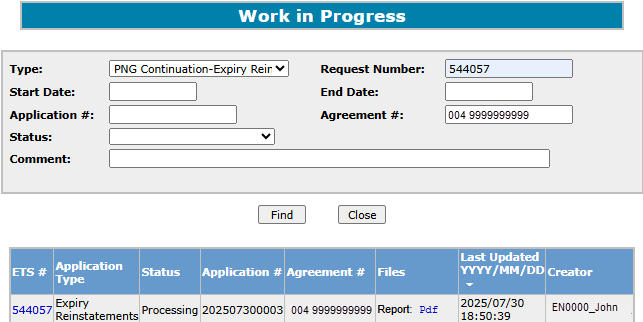 Work in Progress
Type: PNG Continuation-Expiry Rein Request Number: 544057
Start Date: End Date:
Application #: Agreement #: 004 9999999999
Status:
Comment:
Find Close
ETS # Application Type Status Application # Agreement # Files Last Updated YYYY/MM/DD Creator
544057 Expiry Reinstatements Processing 202507300003 004 9999999999 Report: Pdf 2025/07/30 18:50:39 EN0000_John